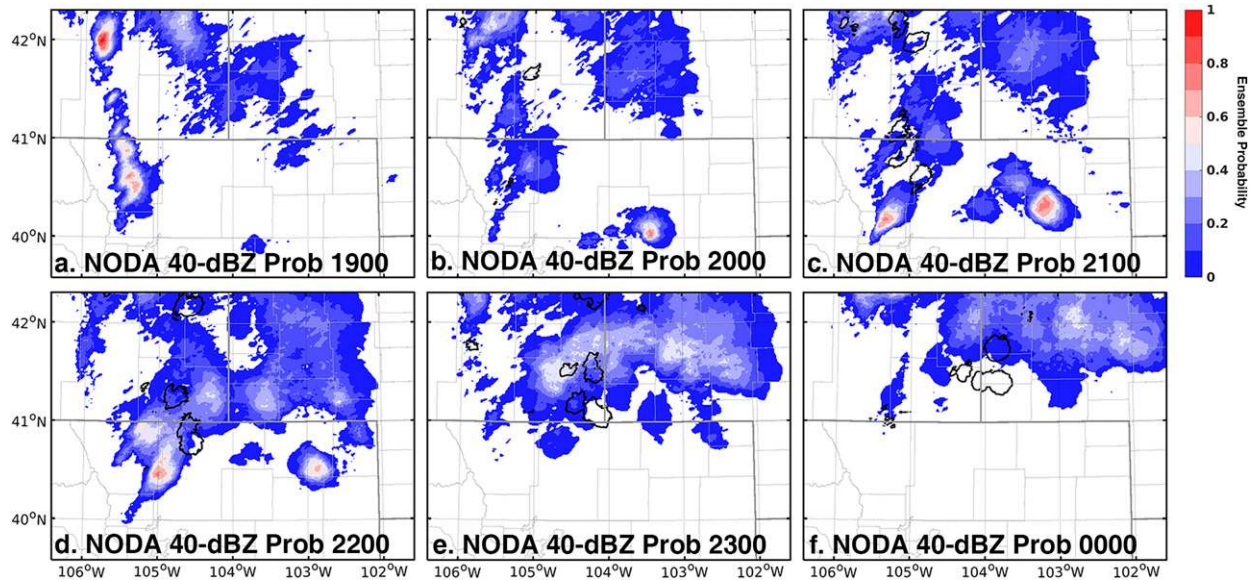 42°N
41°N
40°N
a. NODA 40-dBZ Prob 1900
b. NODA 40-dBZ Prob 2000
c. NODA 40-dBZ Prob 2100
1
0.8
0.6
0.4
0.2
0
Ensemble Probability
42°N
41°N
40°N
d. NODA 40-dBZ Prob 2200
e. NODA 40-dBZ Prob 2300
f. NODA 40-dBZ Prob 0000
106°W 105°W 104°W 103°W 102°W
106°W 105°W 104°W 103°W 102°W
106°W 105°W 104°W 103°W 102°W